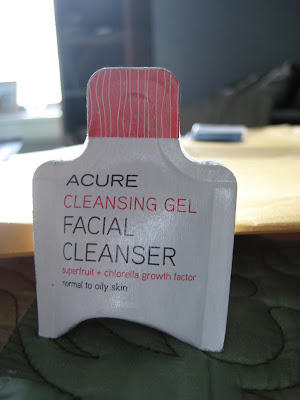 ACURE
CLEANSING GEL
FACIAL
CLEANSER
superfruit + chlorella growth factor
normal to oily skin